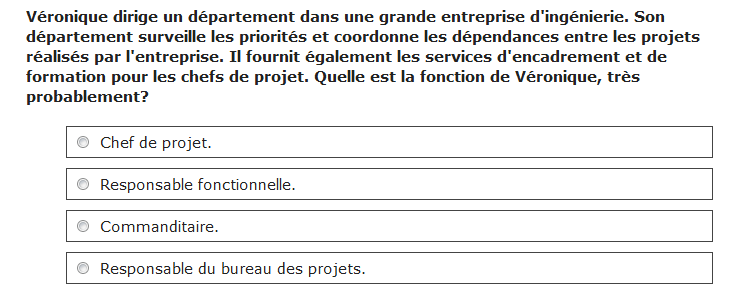 Véronique dirige un département dans une grande entreprise d'ingénierie. Son
département surveille les priorités et coordonne les dépendances entre les projets
réalisés par l'entreprise. Il fournit également les services d'encadrement et de
formation pour les chefs de projet. Quelle est la fonction de Véronique, très
probablement?
Chef de projet.
Responsable fonctionnelle.
Commanditaire.
Responsable du bureau des projets.